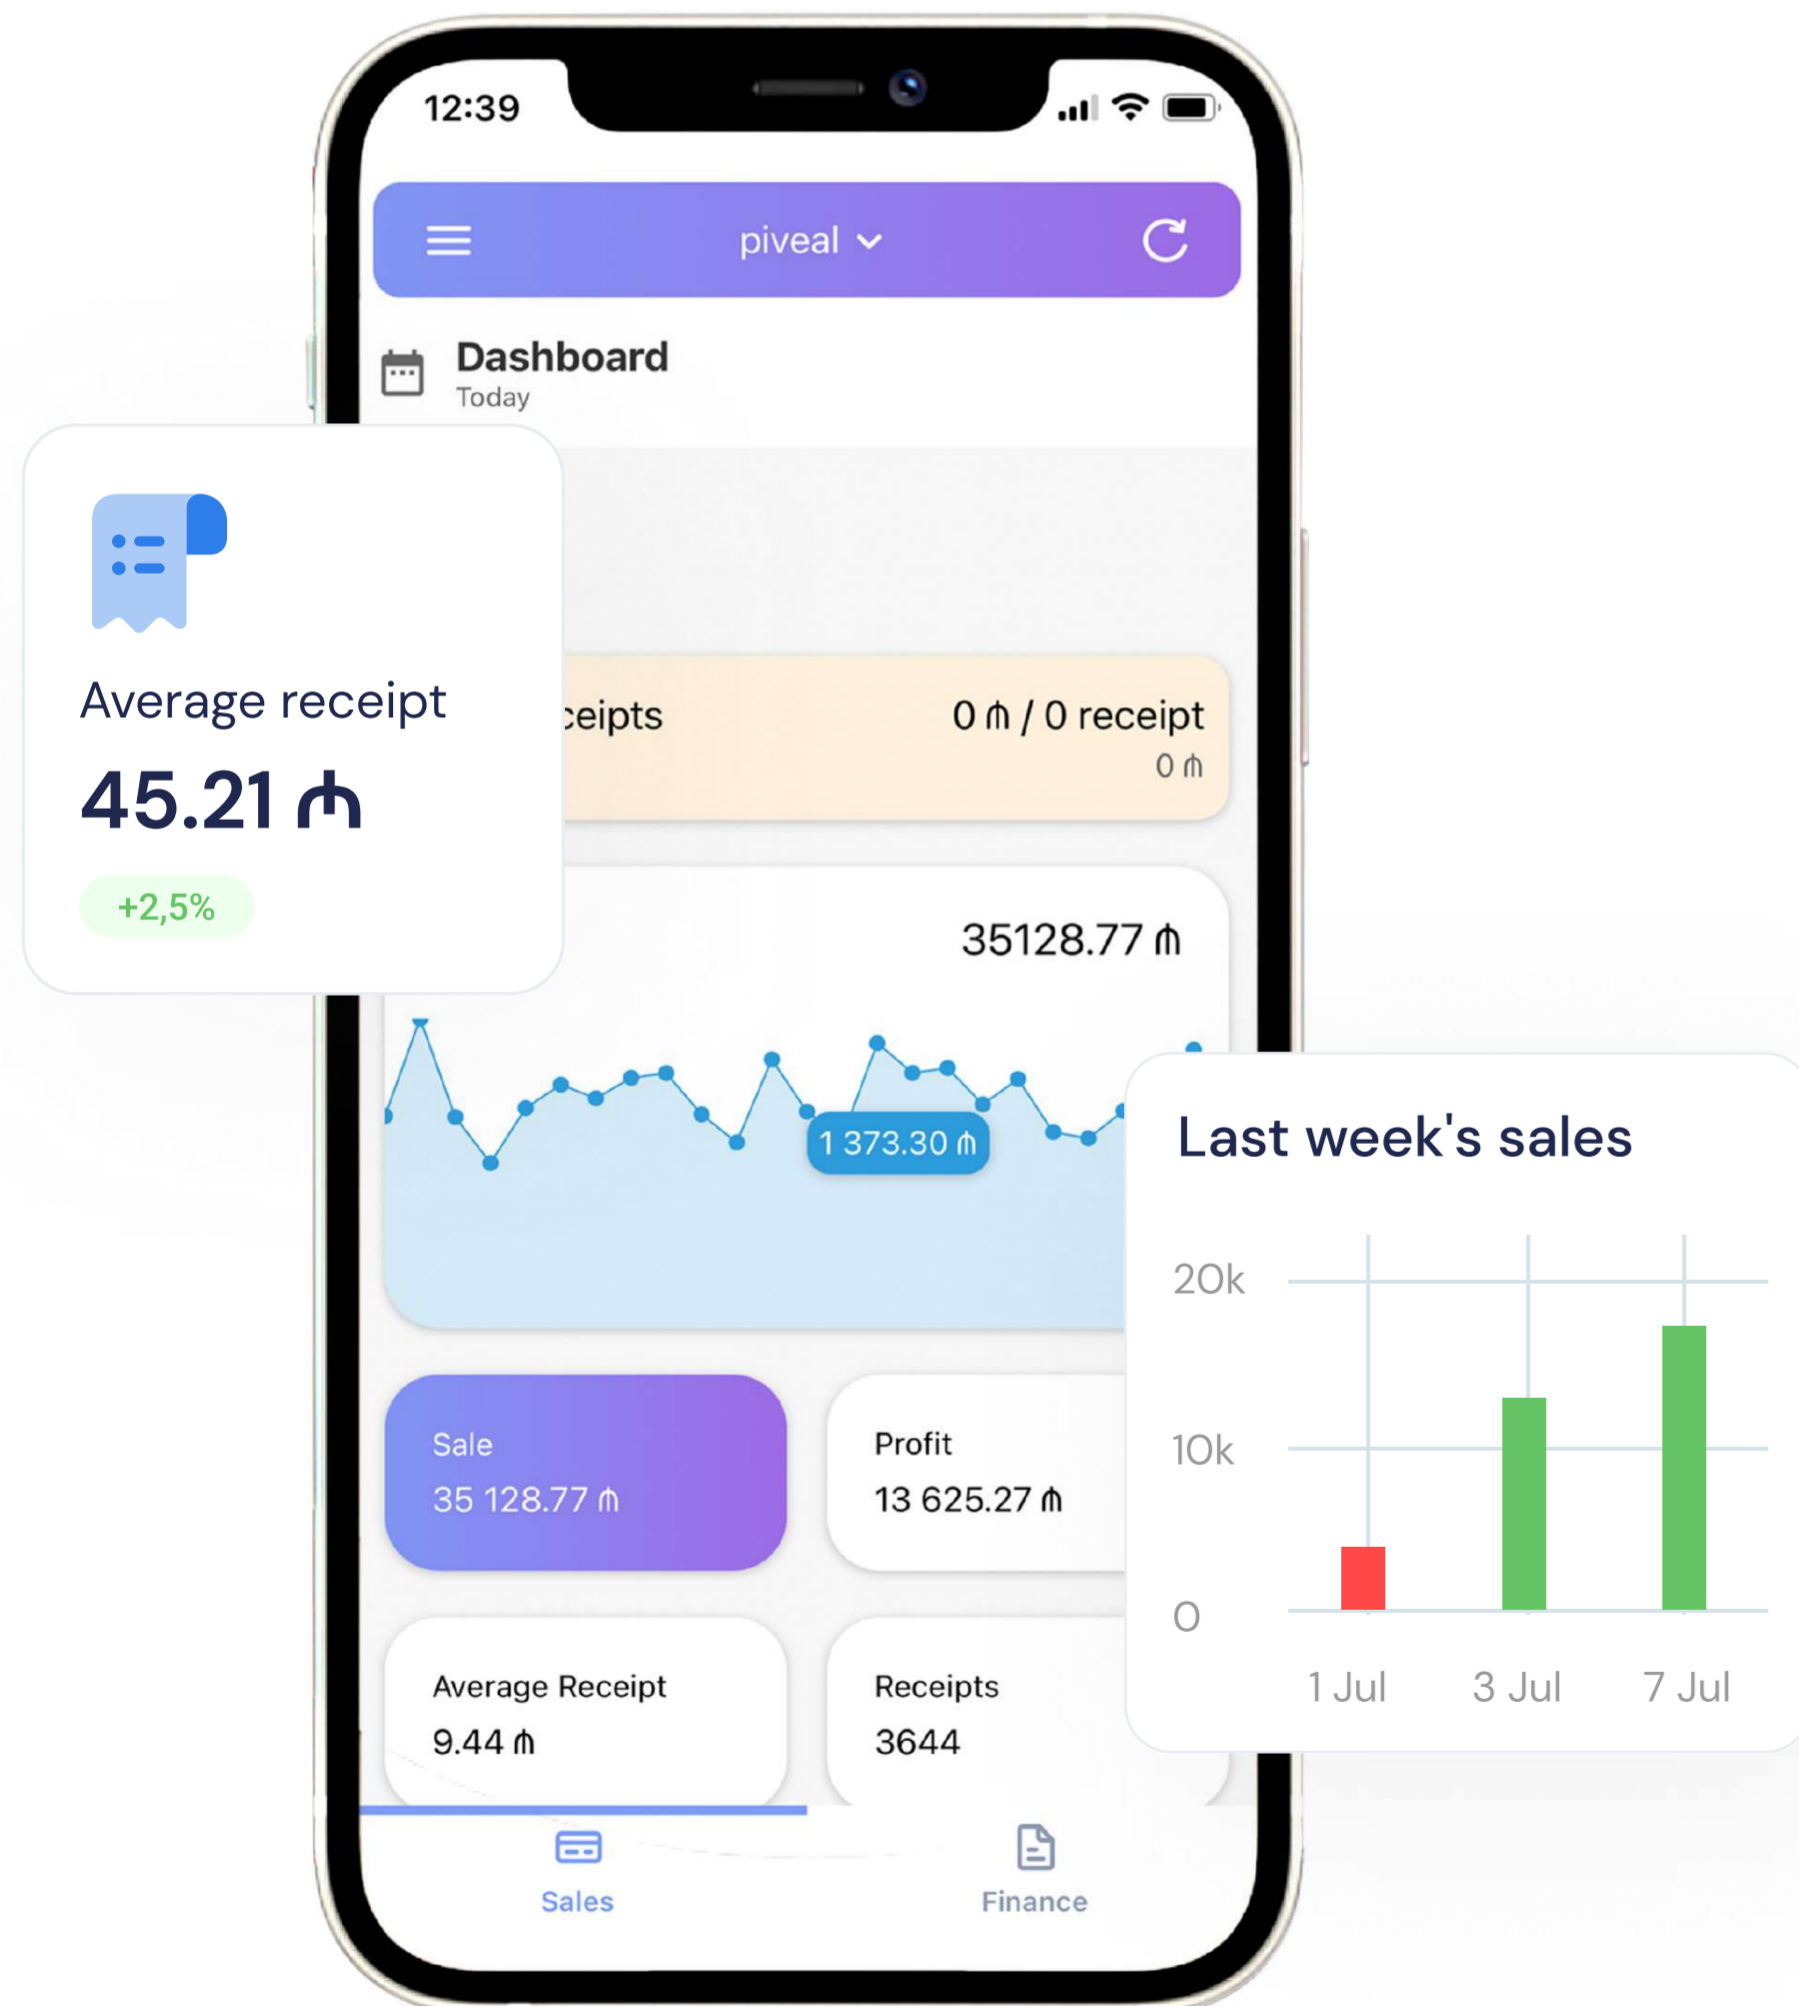 12:39
piveal
Dashboard
Today
Average receipt
45.21 ₼
+2,5%
ceipts
0 ₼ / 0 receipt
0 ₼
35128.77 ₼
1 373.30 ₼
Last week's sales
20k
10k
0
1 Jul 3 Jul 7 Jul
Sale
35 128.77 ₼
Profit
13 625.27 ₼
Average Receipt
9.44 ₼
Receipts
3644
Sales
Finance